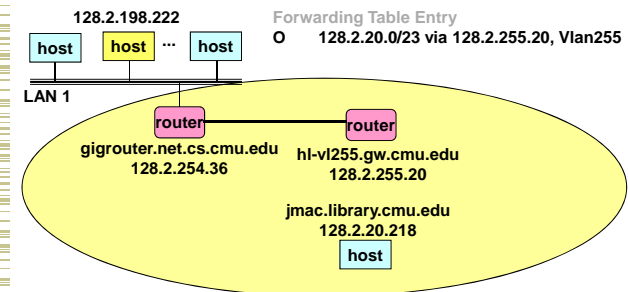 128.2.198.222
Forwarding Table Entry
O 128.2.20.0/23 via 128.2.255.20, Vlan255
host host ... host
LAN 1
router router
gigrouter.net.cs.cmu.edu
128.2.254.36
hl-vl255.gw.cmu.edu
128.2.255.20
jmac.library.cmu.edu
128.2.20.218
host